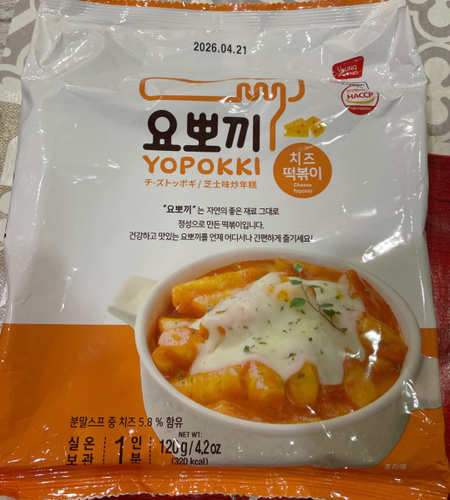 2026.04.21
YOUNG POONG
HACCP
요뽀끼
YOPOKKI
치즈
떡볶이
Cheese
Topokki
チーズトッポギ / 芝士味炒年糕
"요뽀끼" 는 자연의 좋은 재료 그대로
정성으로 만든 떡볶이입니다.
건강하고 맛있는 요뽀끼를 언제 어디서나 간편하게 즐기세요!
분말스프 중 치즈 5.8 % 함유
실온
보관
1인분
NET WT:
120g / 4.2oz
(320 kcal)
조리예